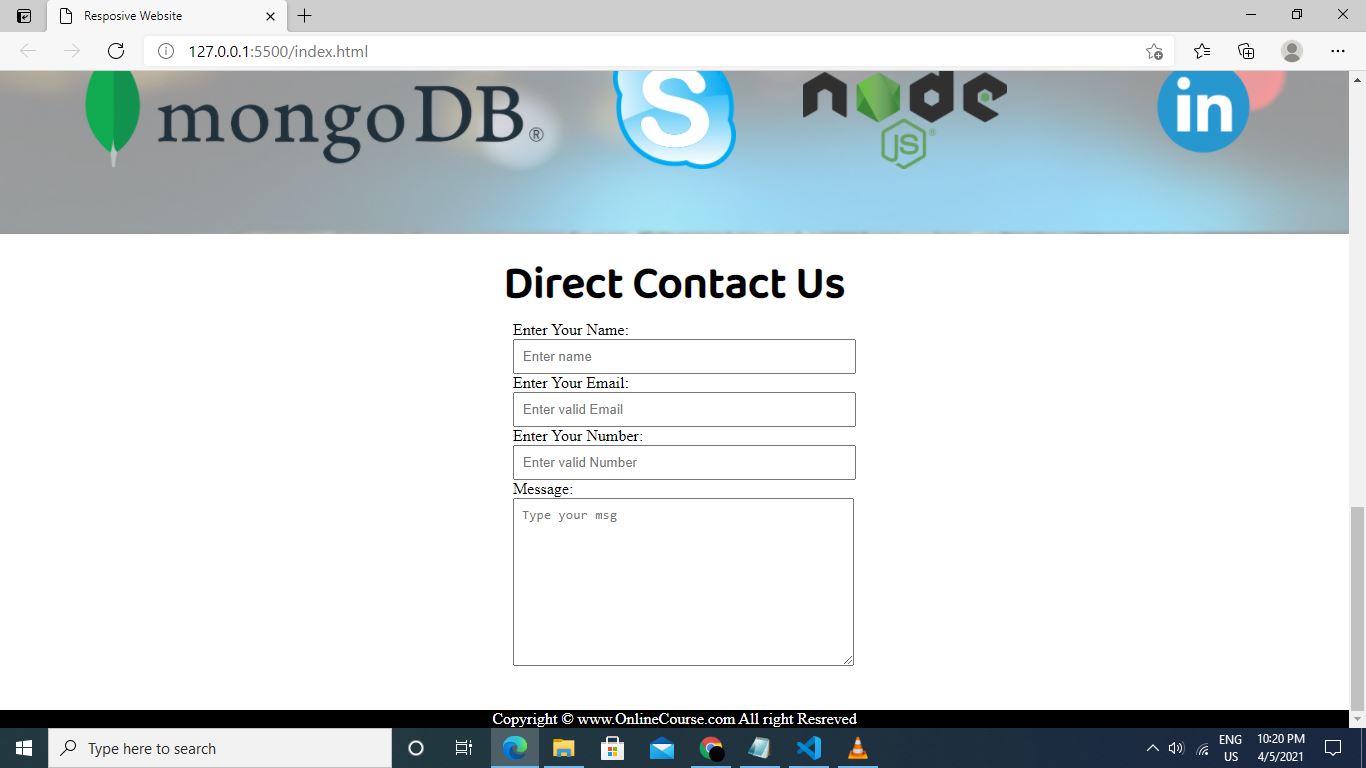 Resposive Website
127.0.0.1:5500/index.html
mongoDB®
S
node
JS®
in
Direct Contact Us
Enter Your Name:
Enter name
Enter Your Email:
Enter valid Email
Enter Your Number:
Enter valid Number
Message:
Type your msg
Copyright © www.OnlineCourse.com All right Resreved
Type here to search
ENG
US
10:20 PM
4/5/2021